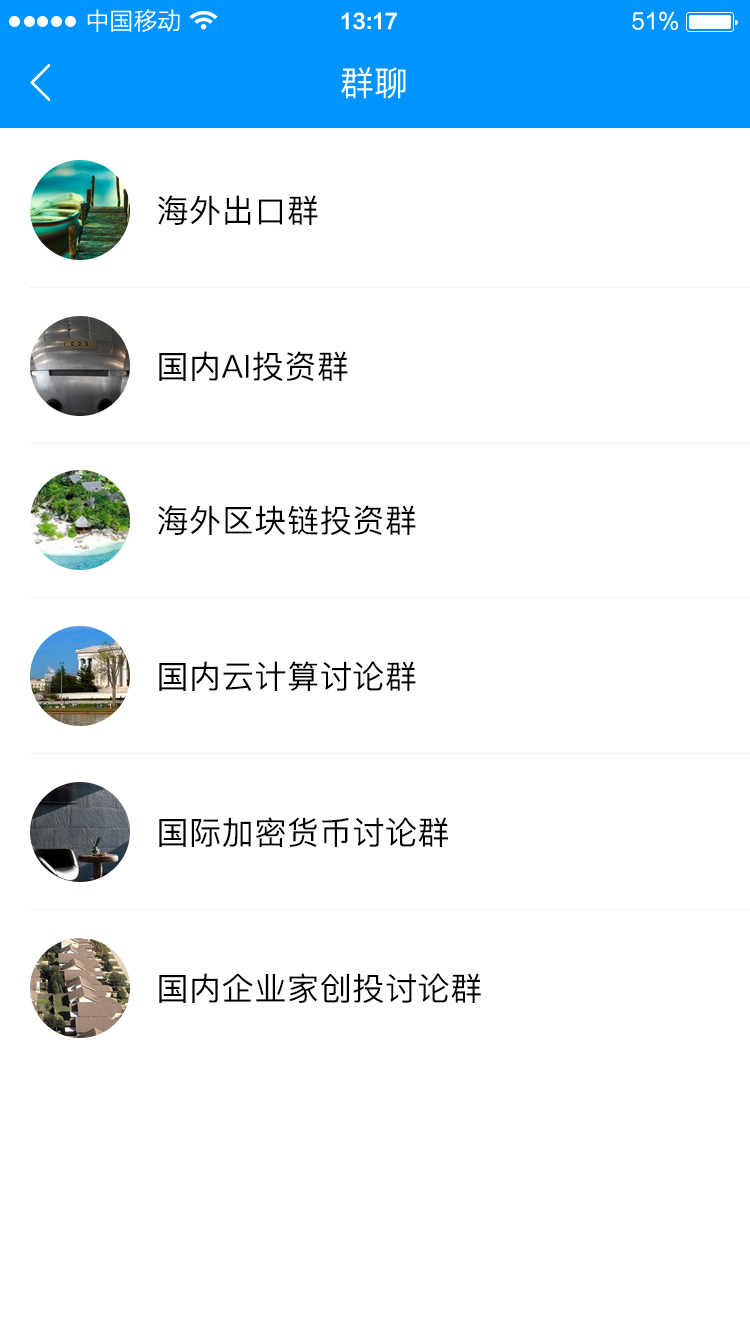 中国移动 13:17 51%
群聊
海外出口群
国内AI投资群
海外区块链投资群
国内云计算讨论群
国际加密货币讨论群
国内企业家创投讨论群